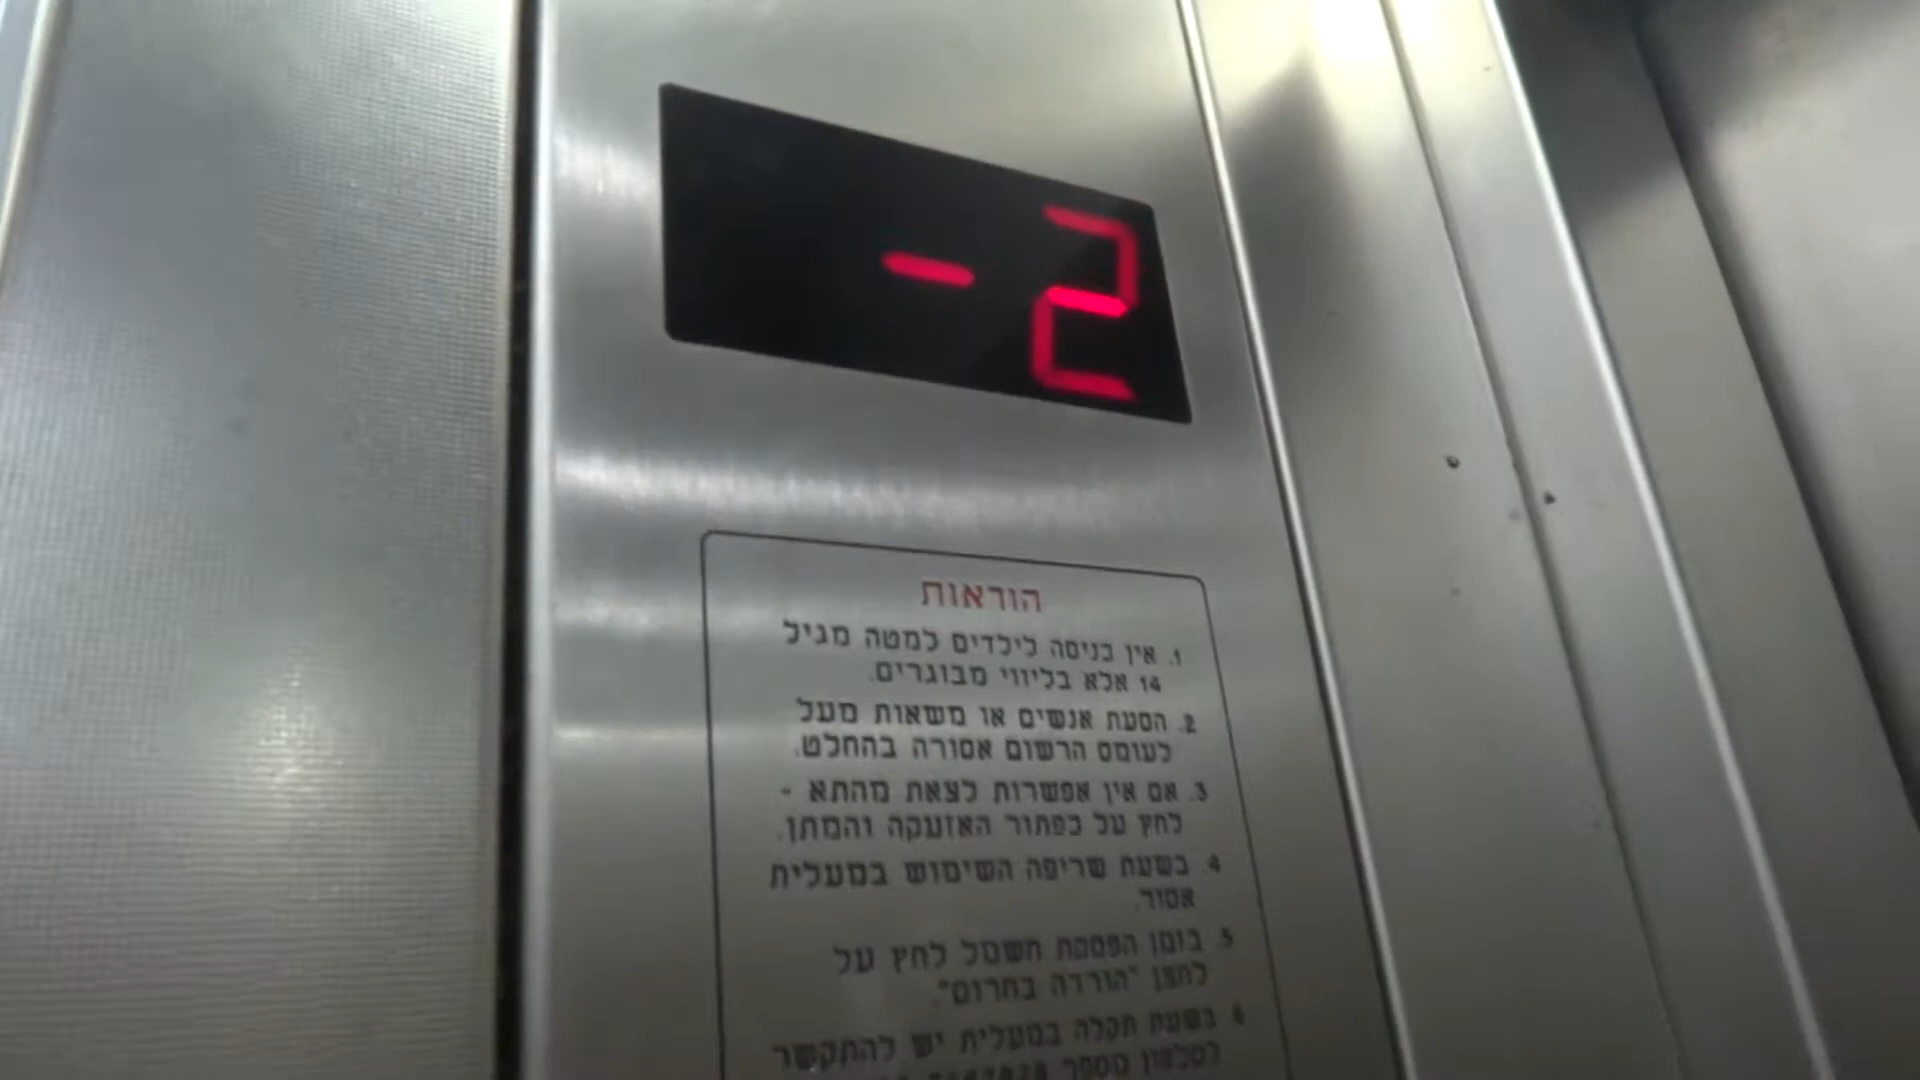 -2
הוראות
1. אין כניסה לילדים למטה מגיל
14 אלא בליווי מבוגרים.
2. הסעת אנשים או משאות מעל
לעומס הרשום אסורה בהחלט.
3. אם אין אפשרות לצאת מהתא -
לחץ על כפתור האזעקה והמתן.
4. בשעת שריפה השימוש במעלית
אסור.
5. בזמן הפסקת חשמל לחץ על
לחצן "הורדה בחרום".
6. בשעת תקלה במעלית יש להתקשר
לטלפון מספר